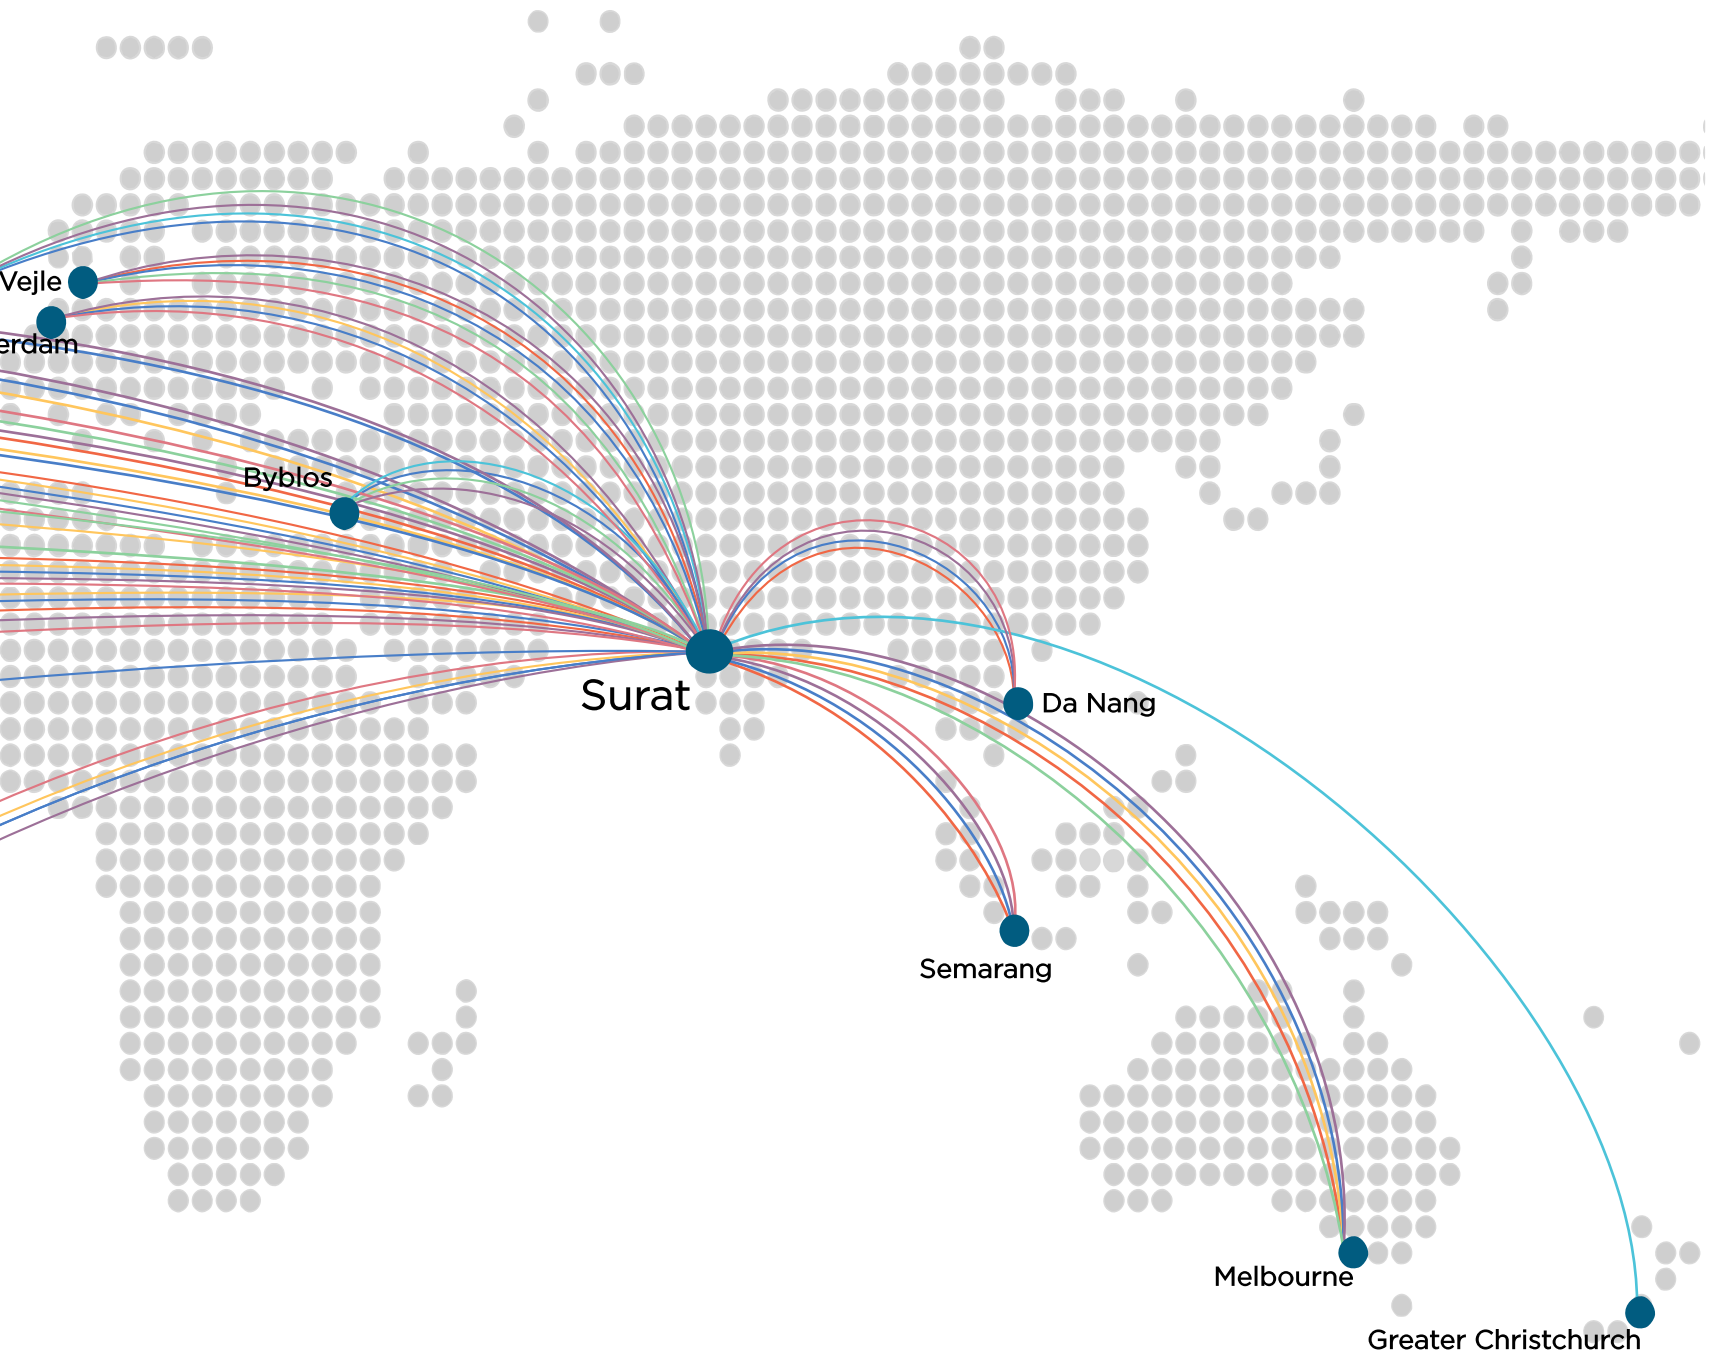 Vejle
erdam
Byblos
Surat
Da Nang
Semarang
Melbourne
Greater Christchurch